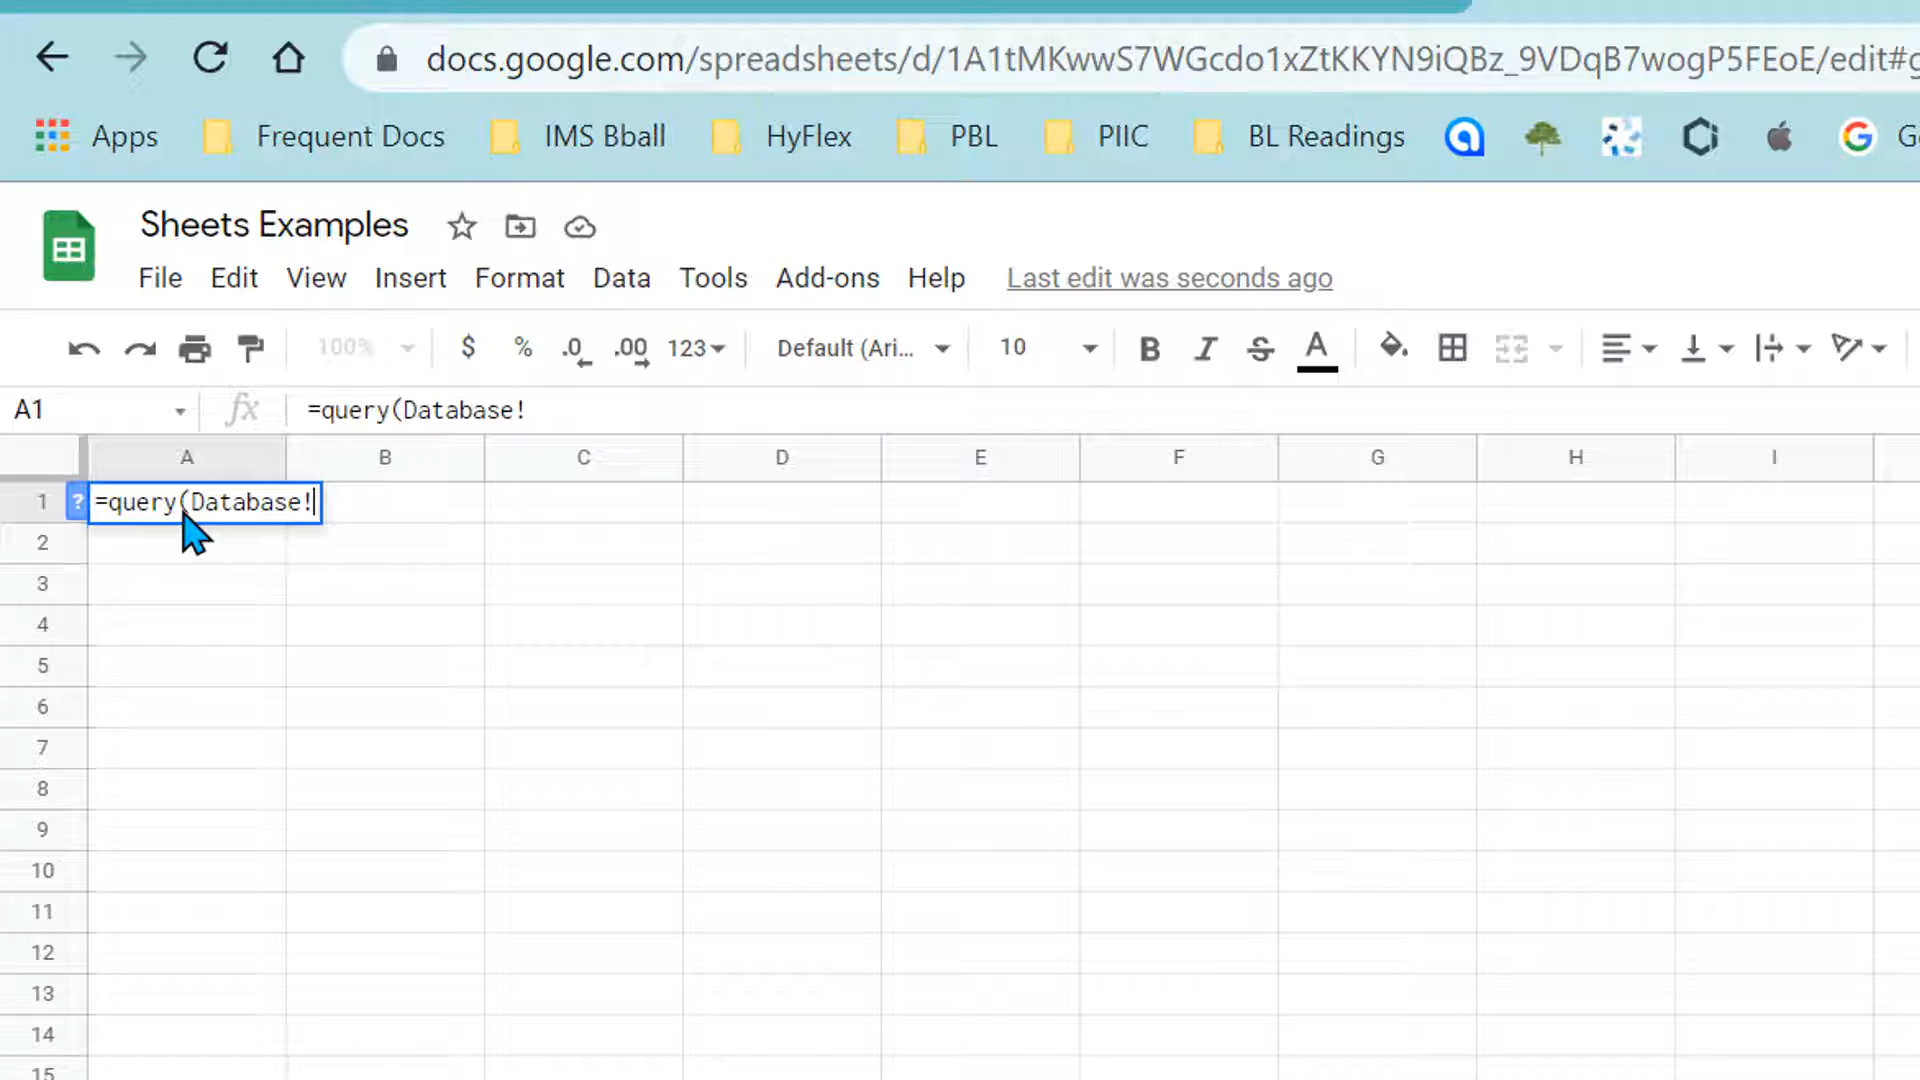 docs.google.com/spreadsheets/d/1A1tMKwwS7WGcdo1xZtKKYN9iQBz_9VDqB7wogP5FEoE/edit#g
Apps Frequent Docs IMS Bball HyFlex PBL PIIC BL Readings G
Sheets Examples
File Edit View Insert Format Data Tools Add-ons Help Last edit was seconds ago
100% $ % .0 .00 123 Default (Ari... 10 B I S A
A1 fx =query(Database!
A B C D E F G H I
1 ? =query(Database!
2
3
4
5
6
7
8
9
10
11
12
13
14
15